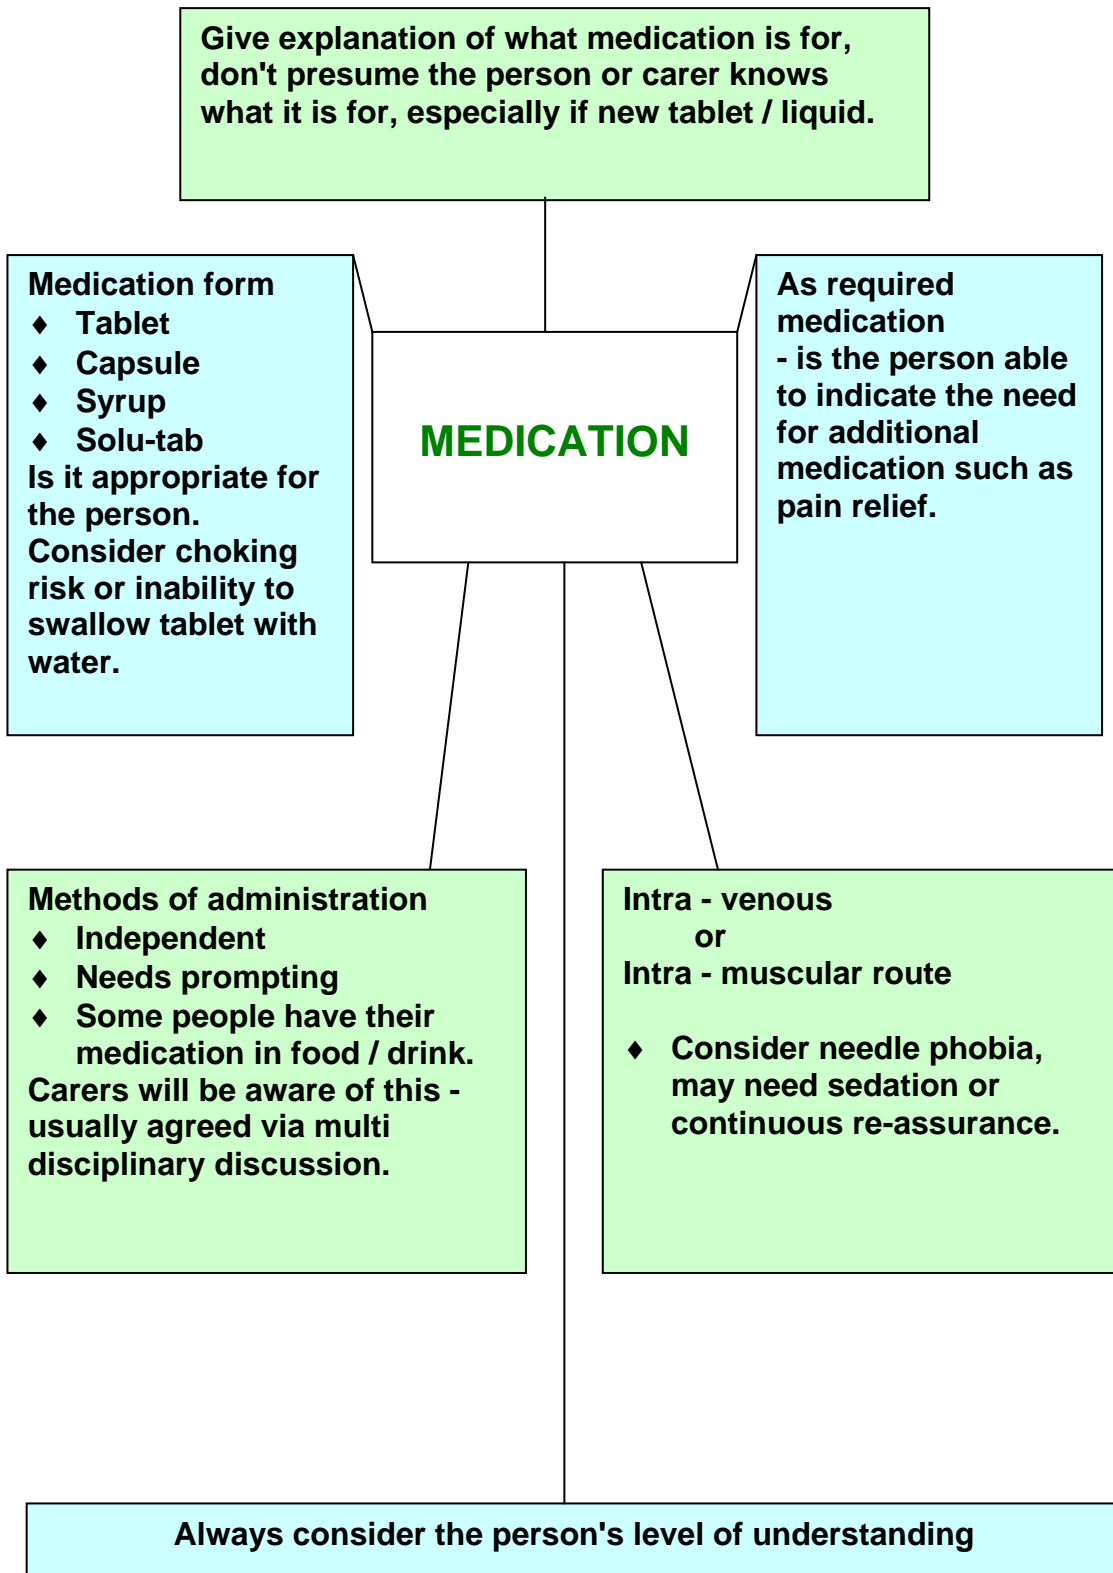 Give explanation of what medication is for,
don't presume the person or carer knows
what it is for, especially if new tablet / liquid.
Medication form
♦ Tablet
♦ Capsule
♦ Syrup
♦ Solu-tab
Is it appropriate for
the person.
Consider choking
risk or inability to
swallow tablet with
water.
MEDICATION
As required
medication
- is the person able
to indicate the need
for additional
medication such as
pain relief.
Methods of administration
♦ Independent
♦ Needs prompting
♦ Some people have their
medication in food / drink.
Carers will be aware of this -
usually agreed via multi
disciplinary discussion.
Intra - venous
or
Intra - muscular route
♦ Consider needle phobia,
may need sedation or
continuous re-assurance.
Always consider the person's level of understanding